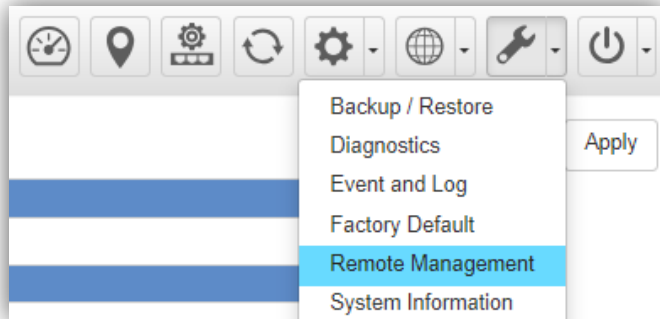 Backup / Restore
Diagnostics
Apply
Event and Log
Factory Default
Remote Management
System Information